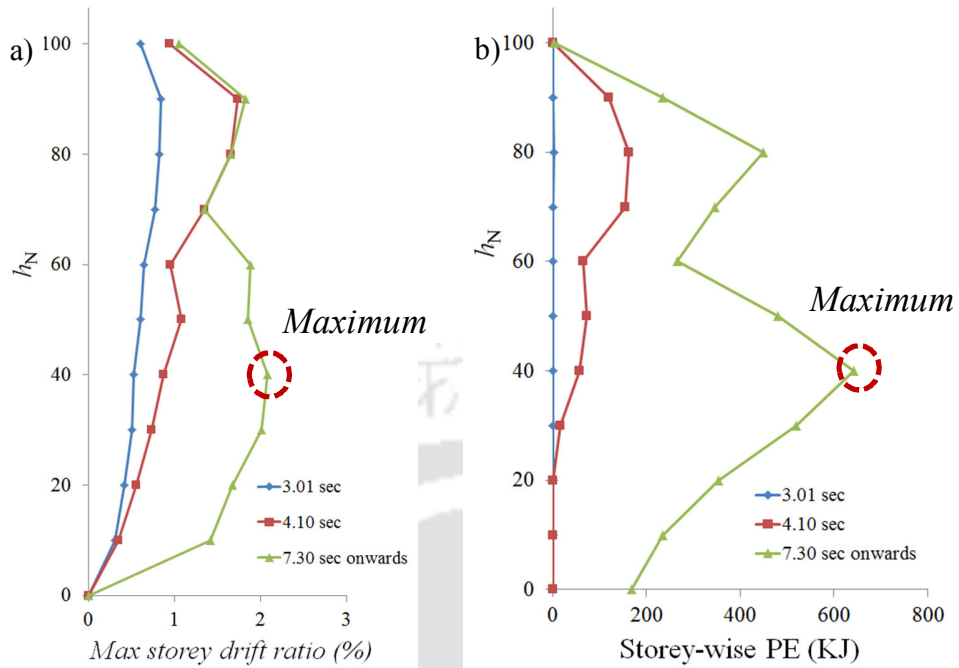 a)
100
80
60
40
20
0
h_N
0 1 2 3
Max storey drift ratio (%)
Maximum
3.01 sec
4.10 sec
7.30 sec onwards
b)
100
80
60
40
20
0
h_N
0 200 400 600 800
Storey-wise PE (KJ)
Maximum
3.01 sec
4.10 sec
7.30 sec onwards